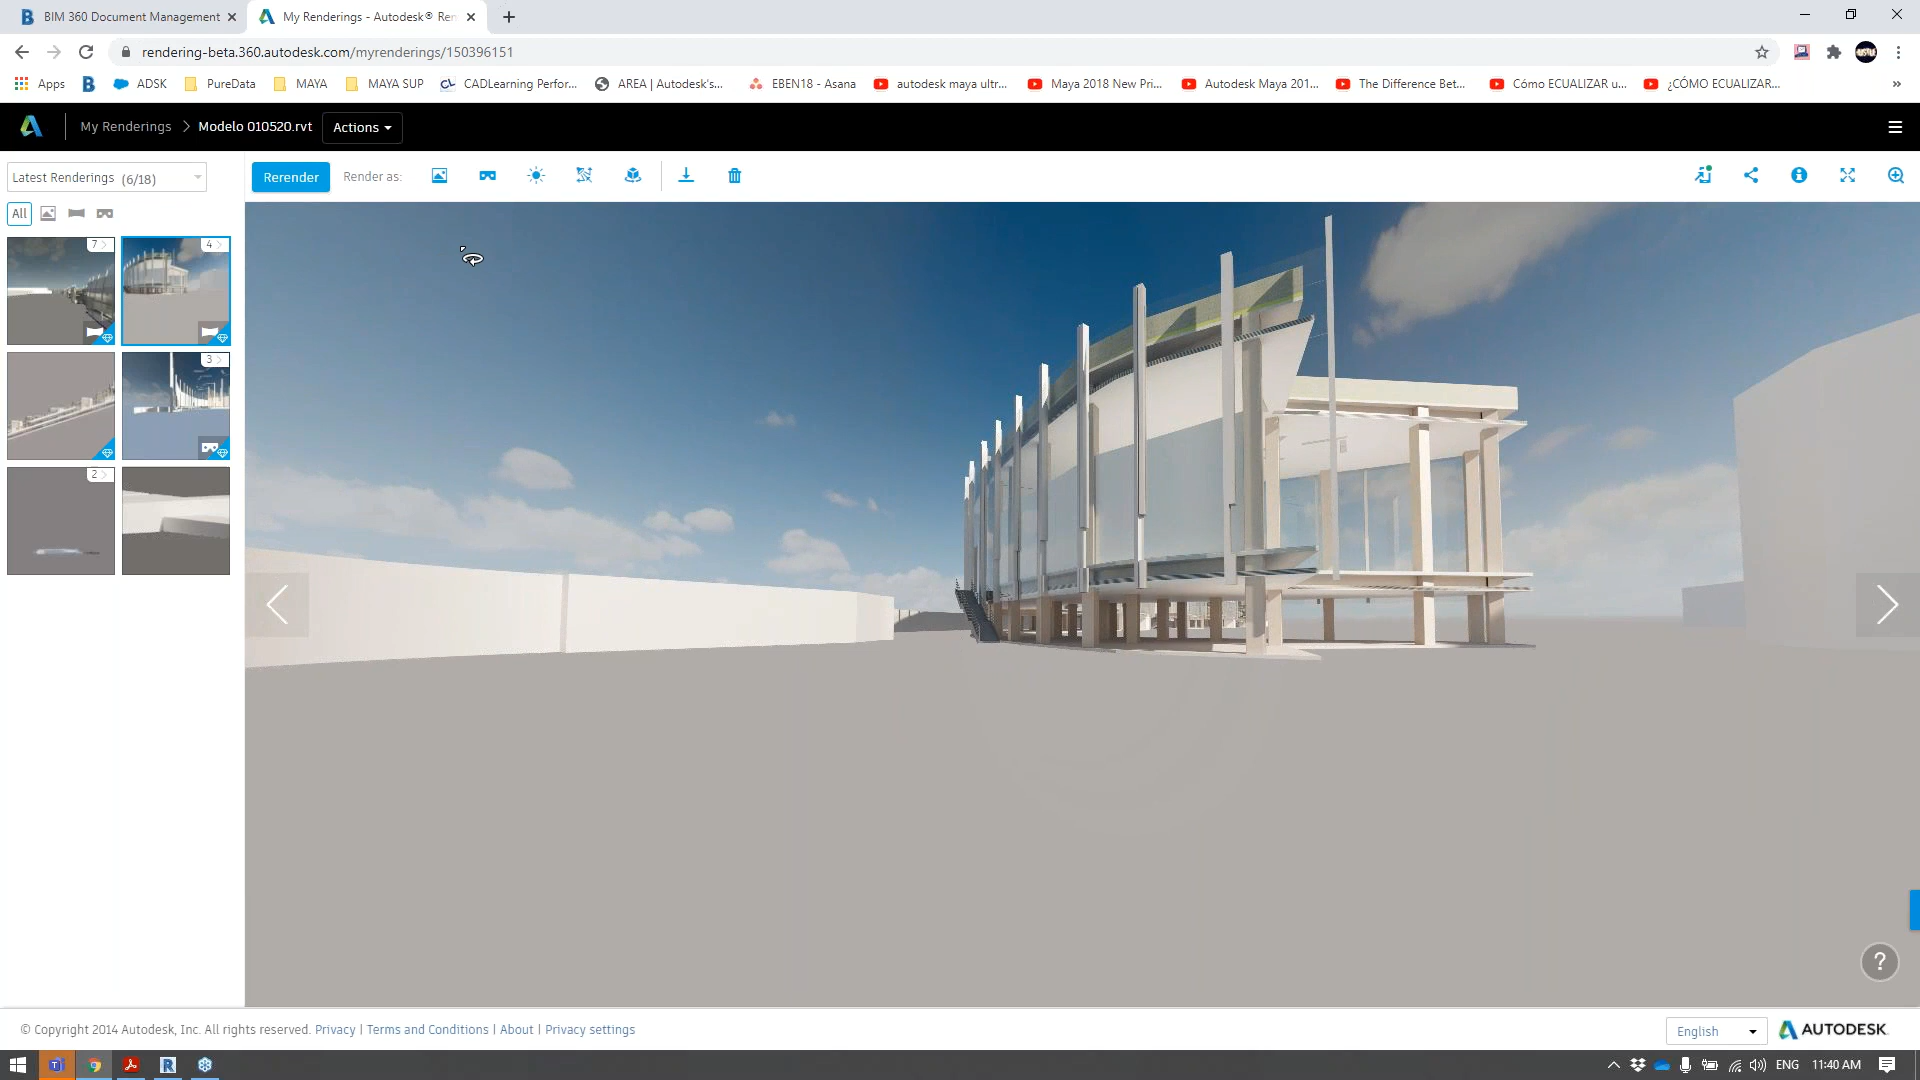 BIM 360 Document Management
My Renderings - Autodesk® Ren
rendering-beta.360.autodesk.com/myrenderings/150396151
Apps
ADSK
PureData
MAYA
MAYA SUP
CADLearning Perfor...
AREA | Autodesk's...
EBEN18 - Asana
autodesk maya ultr...
Maya 2018 New Pri...
Autodesk Maya 201...
The Difference Bet...
Cómo ECUALIZAR u...
¿CÓMO ECUALIZAR...
My Renderings > Modelo 010520.rvt
Actions
Latest Renderings (6/18)
Rerender
Render as:
All
7 >
4 >
3 >
2 >
?
© Copyright 2014 Autodesk, Inc. All rights reserved. Privacy | Terms and Conditions | About | Privacy settings
English
AUTODESK
ENG
11:40 AM